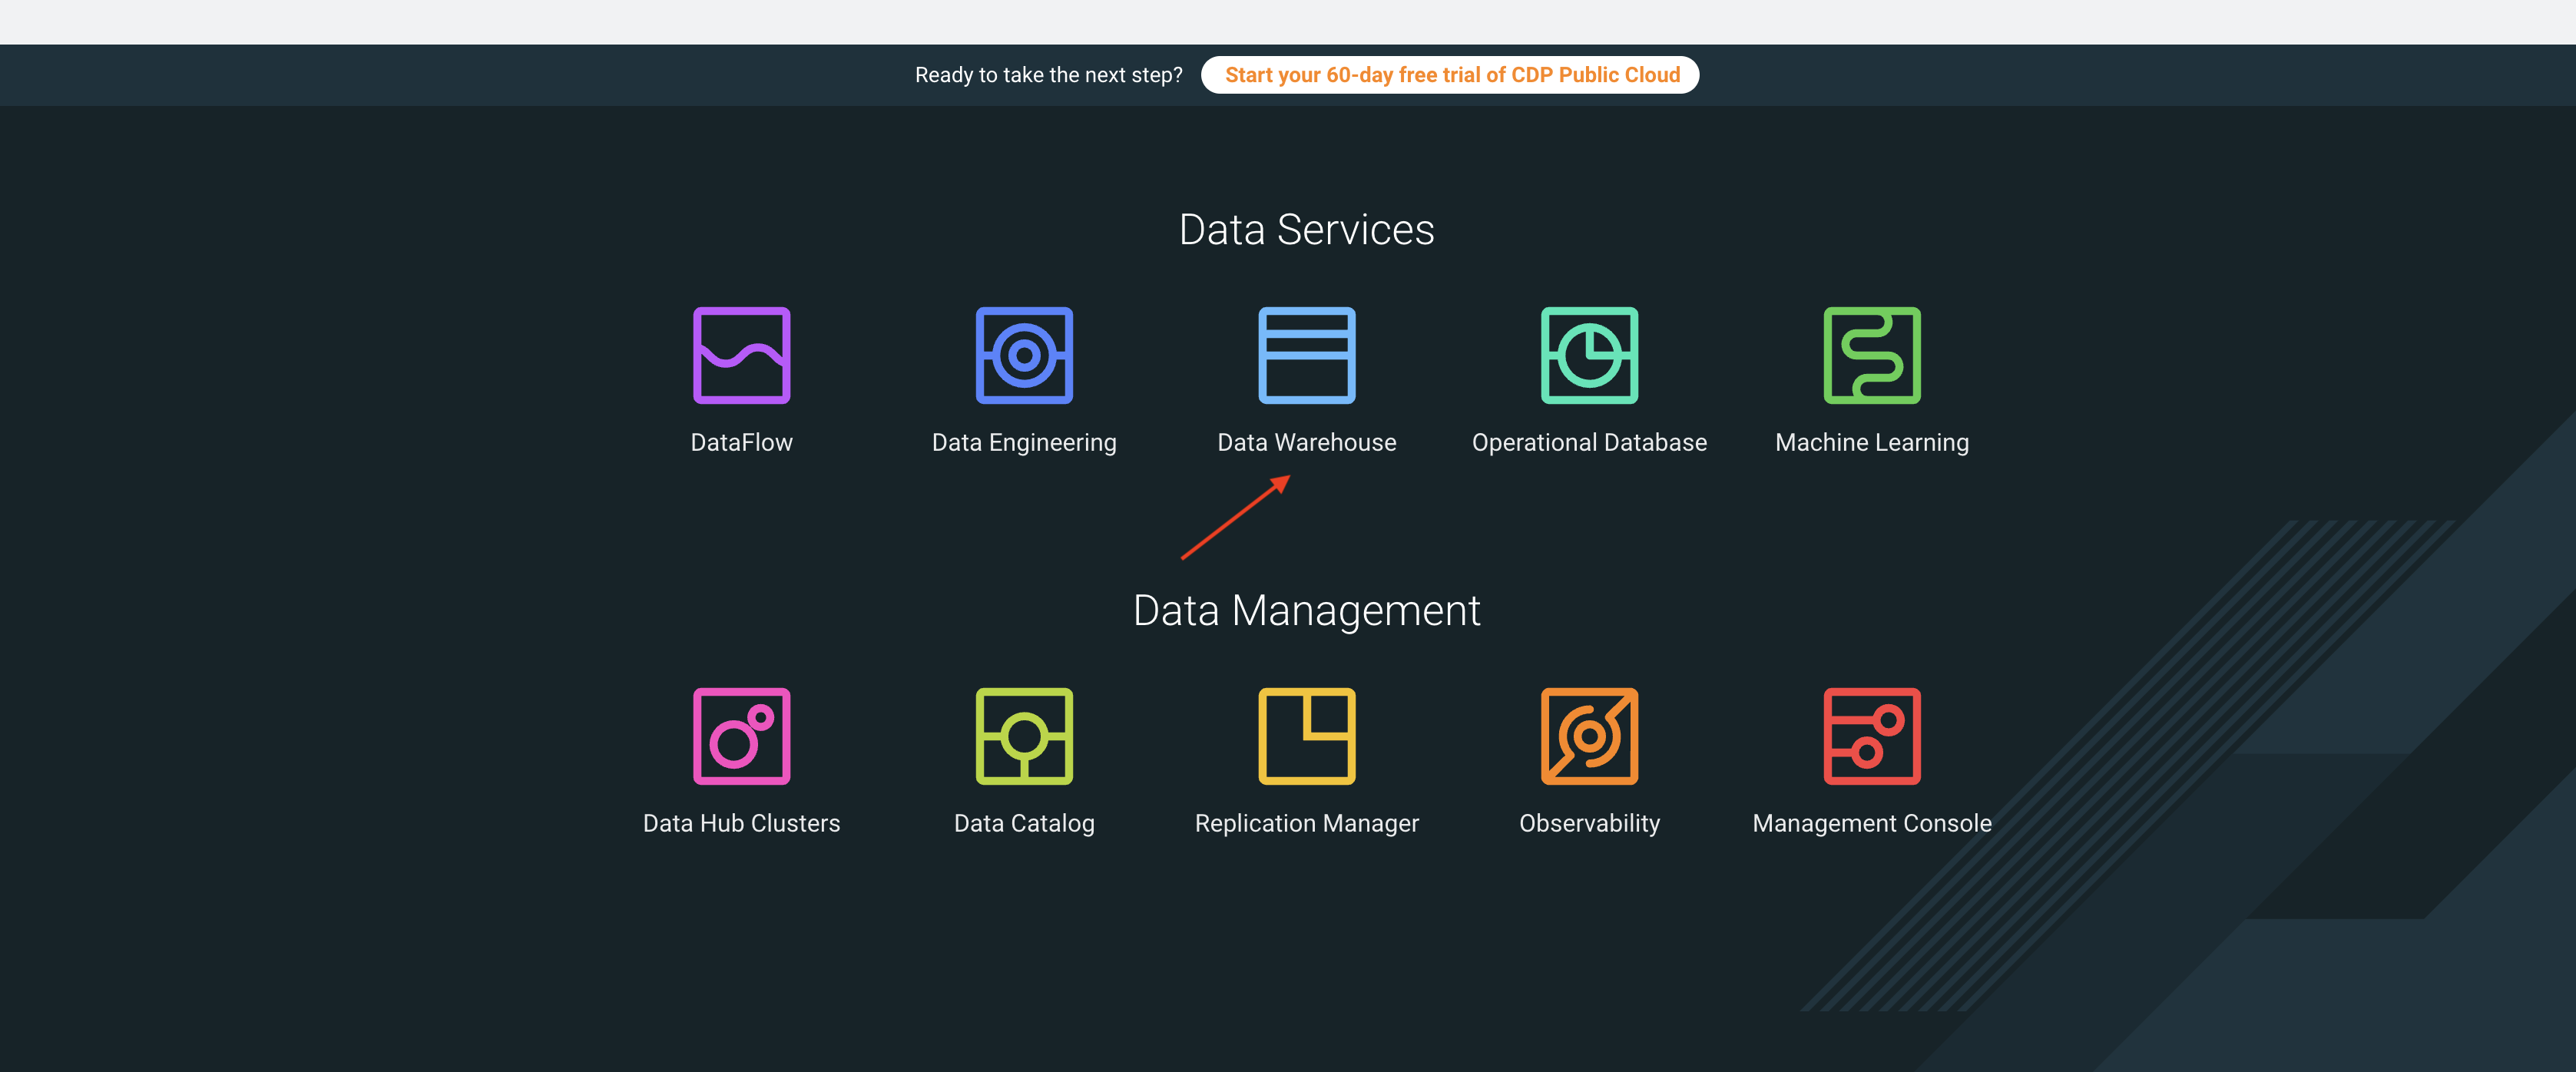 Ready to take the next step? Start your 60-day free trial of CDP Public Cloud
Data Services
DataFlow Data Engineering Data Warehouse Operational Database Machine Learning
Data Management
Data Hub Clusters Data Catalog Replication Manager Observability Management Console